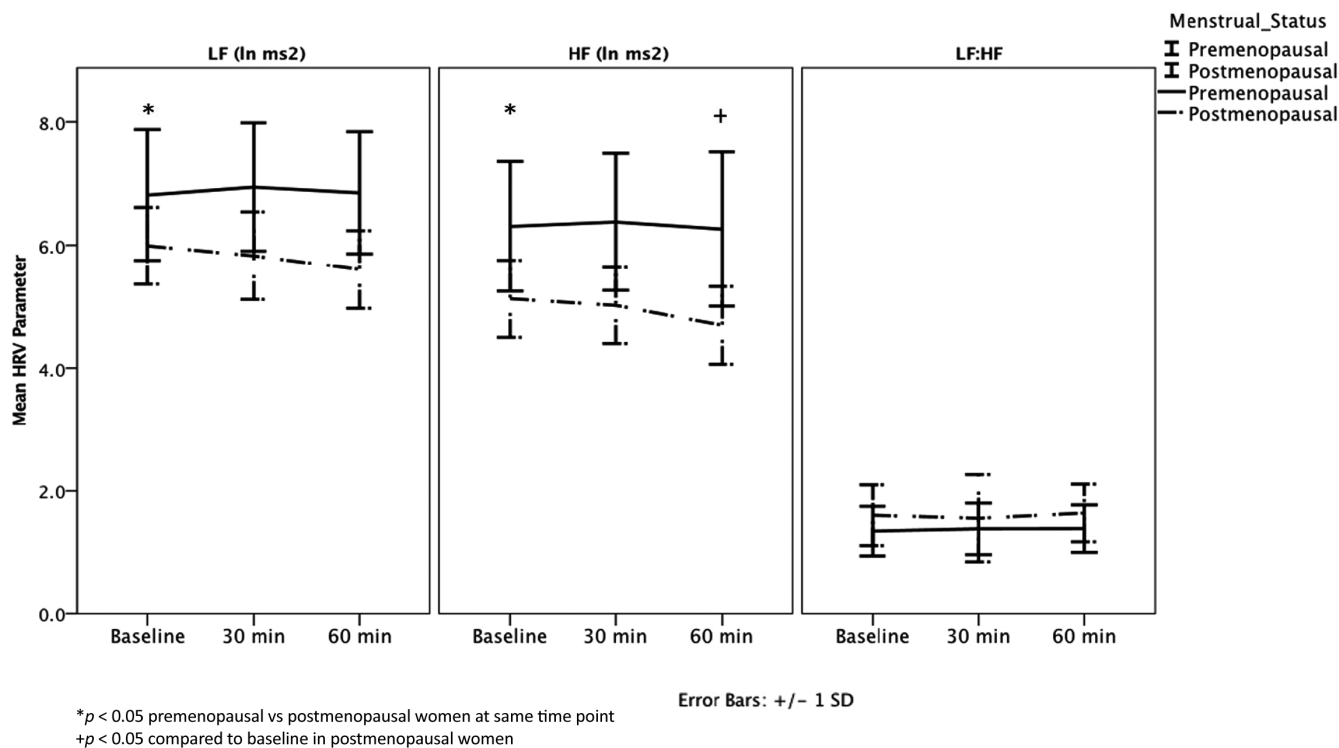 Menstrual_Status
Premenopausal
Postmenopausal
Premenopausal
Postmenopausal
LF (ln ms2)
HF (ln ms2)
LF:HF
Mean HRV Parameter
8.0
6.0
4.0
2.0
0.0
*
*
+
Baseline 30 min 60 min
Baseline 30 min 60 min
Baseline 30 min 60 min
Error Bars: +/- 1 SD
*p < 0.05 premenopausal vs postmenopausal women at same time point
+p < 0.05 compared to baseline in postmenopausal women